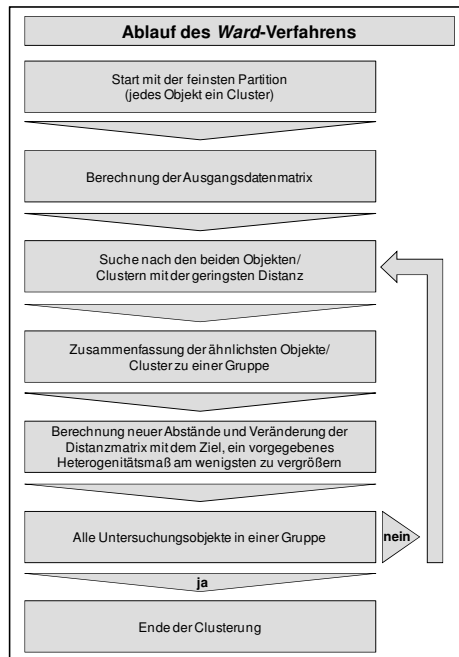 Ablauf des Ward-Verfahrens
Start mit der feinsten Partition
(jedes Objekt ein Cluster)
Berechnung der Ausgangsdatenmatrix
Suche nach den beiden Objekten/
Clustern mit der geringsten Distanz
Zusammenfassung der ähnlichsten Objekte/
Cluster zu einer Gruppe
Berechnung neuer Abstände und Veränderung der
Distanzmatrix mit dem Ziel, ein vorgegebenes
Heterogenitätsmaß am wenigsten zu vergrößern
Alle Untersuchungsobjekte in einer Gruppe
nein
ja
Ende der Clusterung